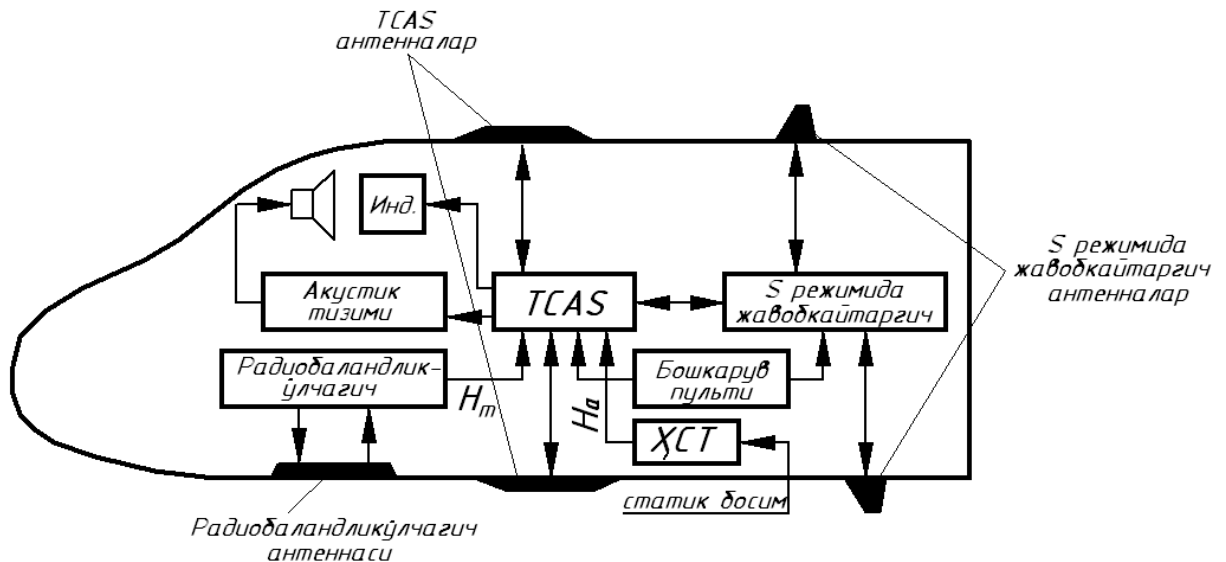 TCAS
антенналар
Инд.
S режимида
жавобкайтаргич
антенналар
Акустик
тизими
TCAS
S режимида
жавобкайтаргич
Радиобаландлик-
ўлчагич
Hт
Hа
Бошкарув
пульти
ҲСТ
статик босим
Радиобаландликўлчагич
антеннаси